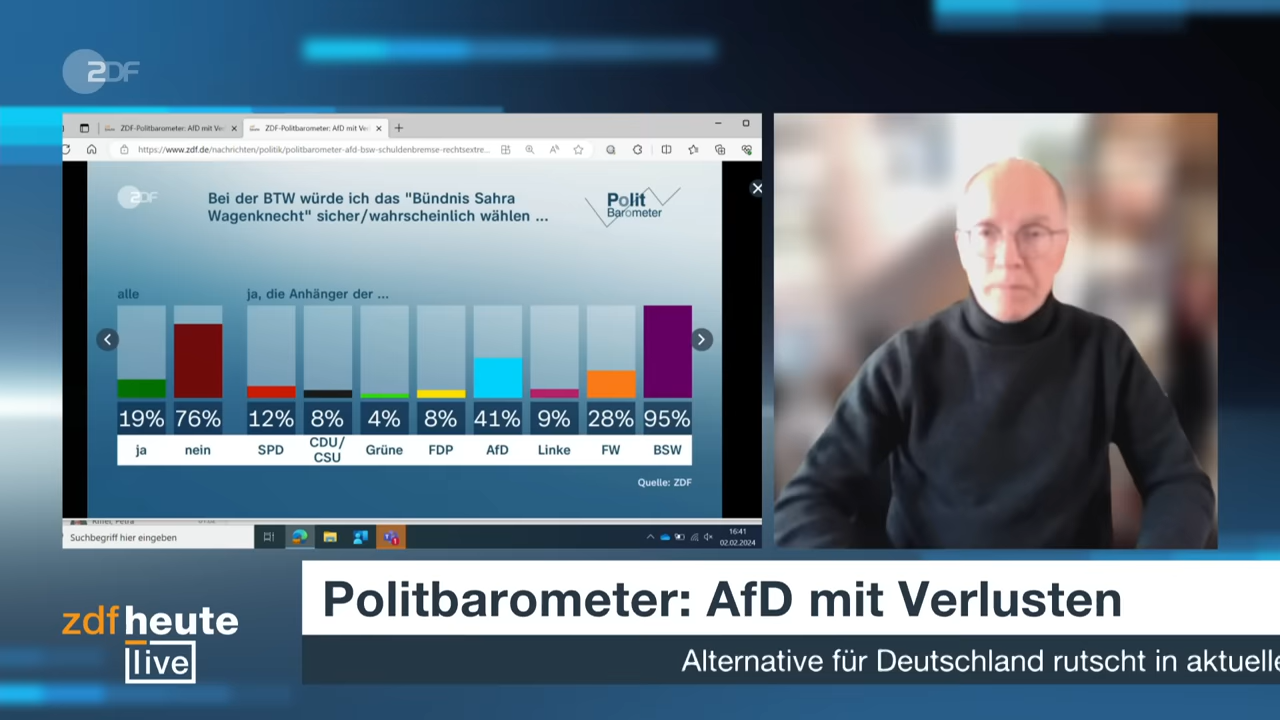 ZDF
ZDF-Politbarometer: AfD mit Ve
ZDF-Politbarometer: AfD mit Ve
https://www.zdf.de/nachrichten/politik/politbarometer-afd-bsw-schuldenbremse-rechtsextre...
ZDF
Bei der BTW würde ich das "Bündnis Sahra
Wagenknecht" sicher/wahrscheinlich wählen ...
Polit
Barometer
alle
ja, die Anhänger der ...
19% 76% 12% 8% 4% 8% 41% 9% 28% 95%
ja nein SPD CDU/CSU Grüne FDP AfD Linke FW BSW
Quelle: ZDF
Suchbegriff hier eingeben
16:41
02.02.2024
Politbarometer: AfD mit Verlusten
zdfheute
live
Alternative für Deutschland rutscht in aktuelle